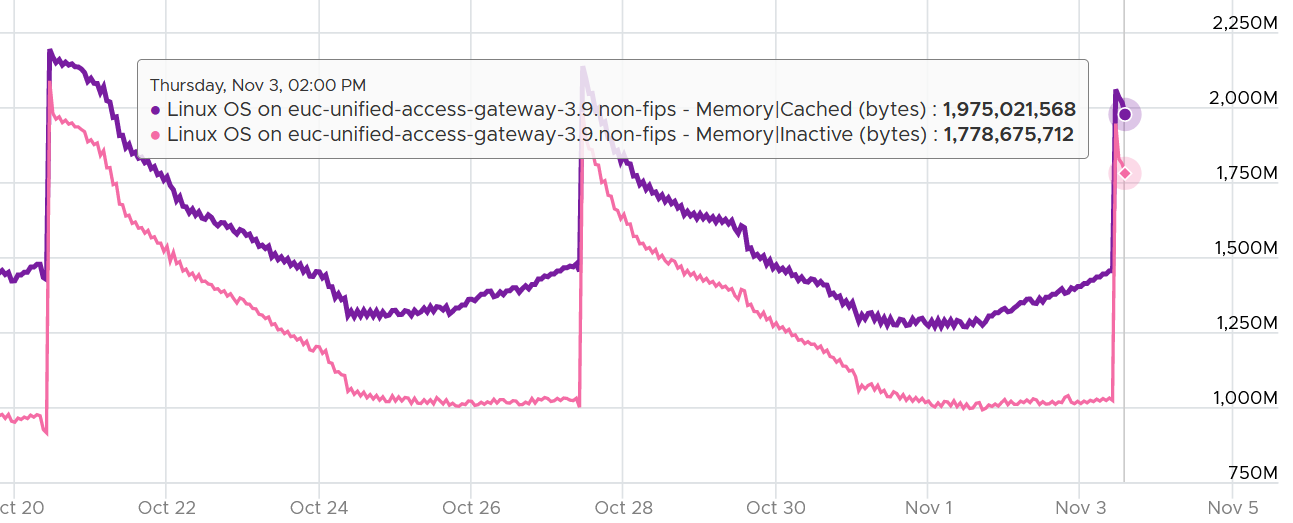 2,250M
Thursday, Nov 3, 02:00 PM
Linux OS on euc-unified-access-gateway-3.9.non-fips - Memory|Cached (bytes) : 1,975,021,568
2,000M
Linux OS on euc-unified-access-gateway-3.9.non-fips - Memory|Inactive (bytes) : 1,778,675,712
1,750M
1,500M
1,250M
1,000M
750M
ct 20 Oct 22 Oct 24 Oct 26 Oct 28 Oct 30 Nov 1 Nov 3 Nov 5